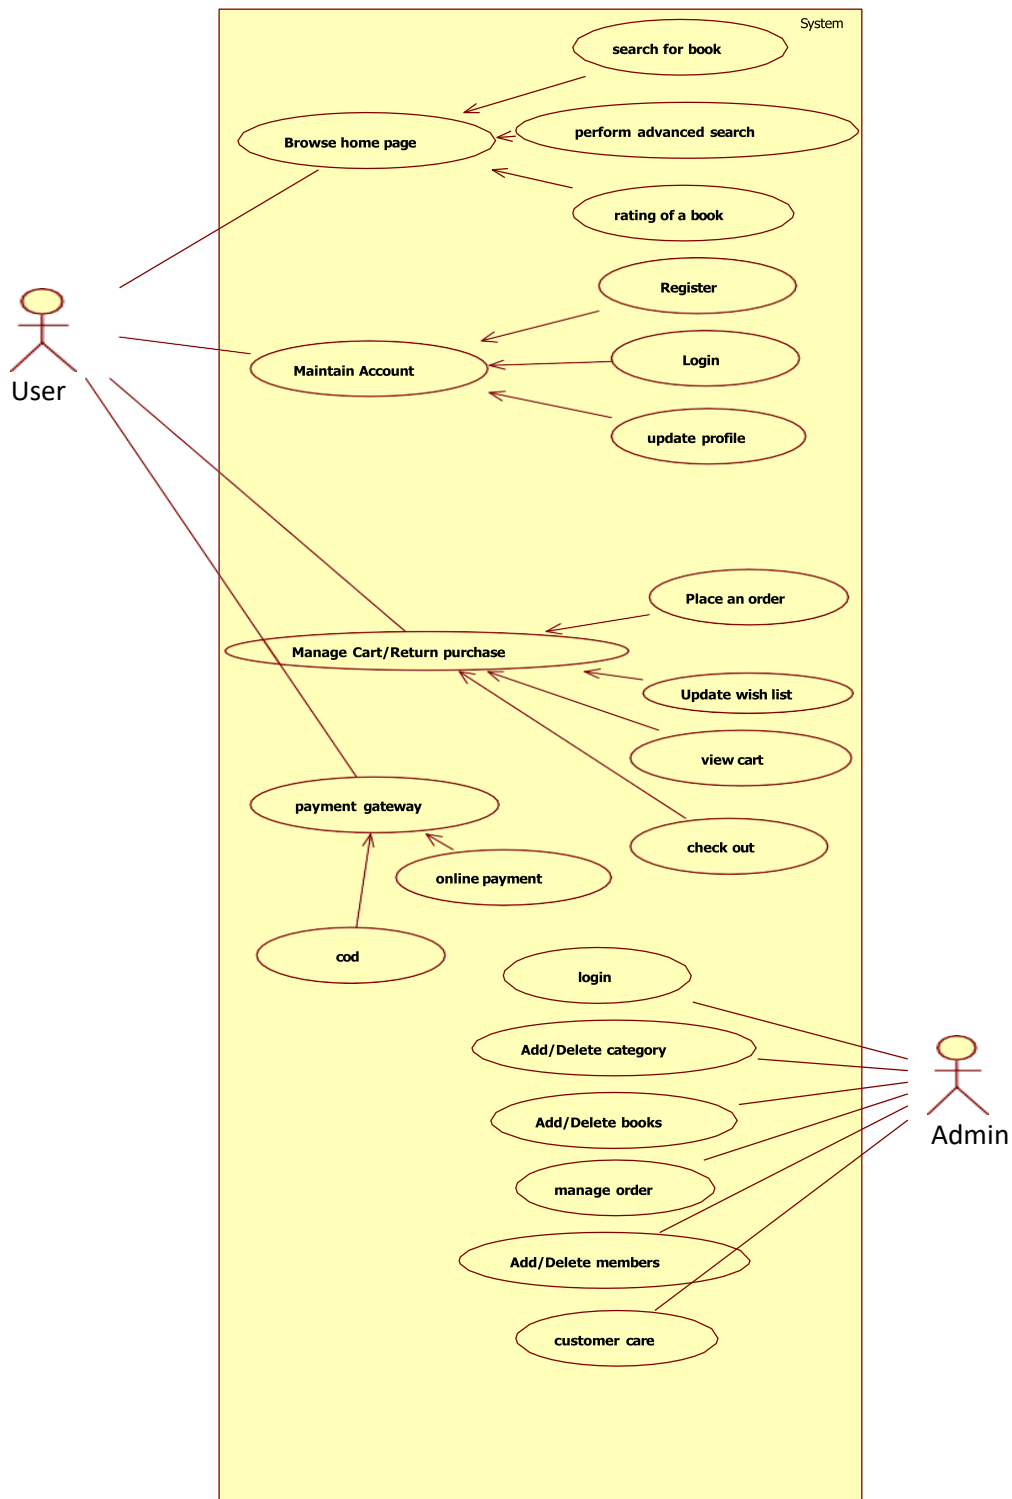 System
search for book
perform advanced search
Browse home page
rating of a book
Register
Login
Maintain Account
update profile
User
Place an order
Manage Cart/Return purchase
Update wish list
view cart
payment gateway
check out
online payment
cod
login
Add/Delete category
Add/Delete books
Admin
manage order
Add/Delete members
customer care